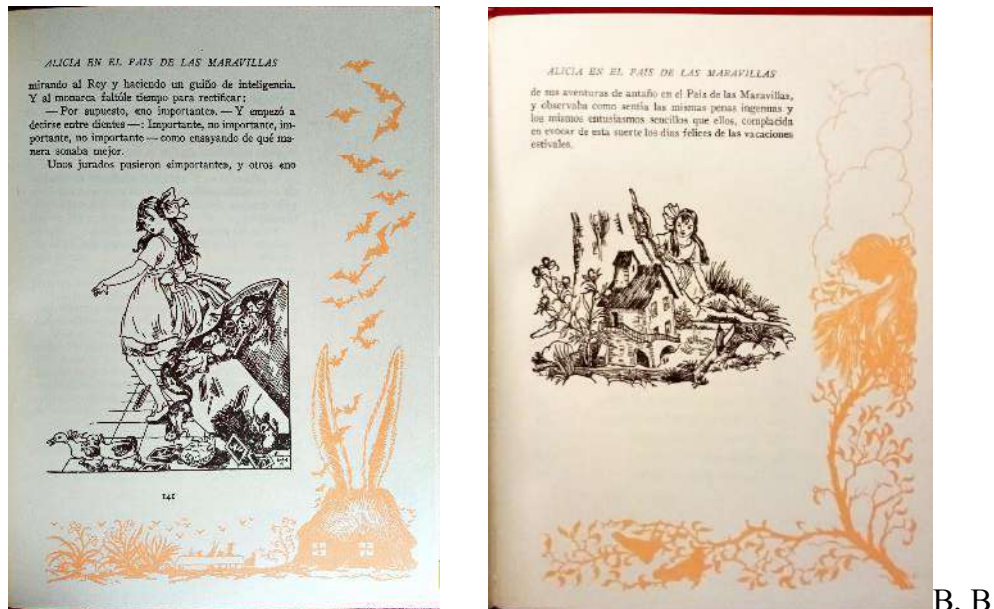 ALICIA EN EL PAIS DE LAS MARAVILLAS
mirando al Rey y haciendo un guiño de inteligencia.
Y al monarca faltóle tiempo para rectificar:
— Por supuesto, «no importante». — Y empezó a
decirse entre dientes —: Importante, no importante, im-
portante, no importante — como ensayando de qué ma-
nera sonaba mejor.
Unos jurados pusieron «importante», y otros «no
141
ALICIA EN EL PAIS DE LAS MARAVILLAS
de sus aventuras de antaño en el País de las Maravillas,
y observaba como sentía las mismas penas ingenuas y
los mismos entusiasmos sencillos que ellos, complacida
en evocar de esta suerte los días felices de las vacaciones
estivales.
B. B